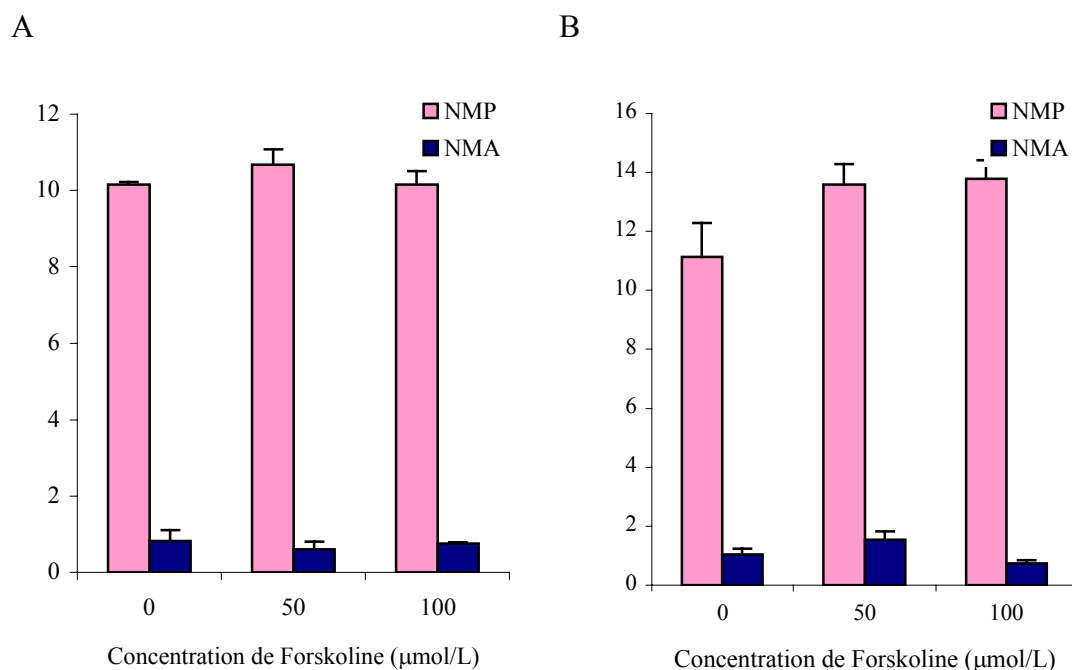 A
NMP
NMA
12
10
8
6
4
2
0
0 50 100
Concentration de Forskoline (μmol/L)
B
NMP
NMA
16
14
12
10
8
6
4
2
0
0 50 100
Concentration de Forskoline (μmol/L)